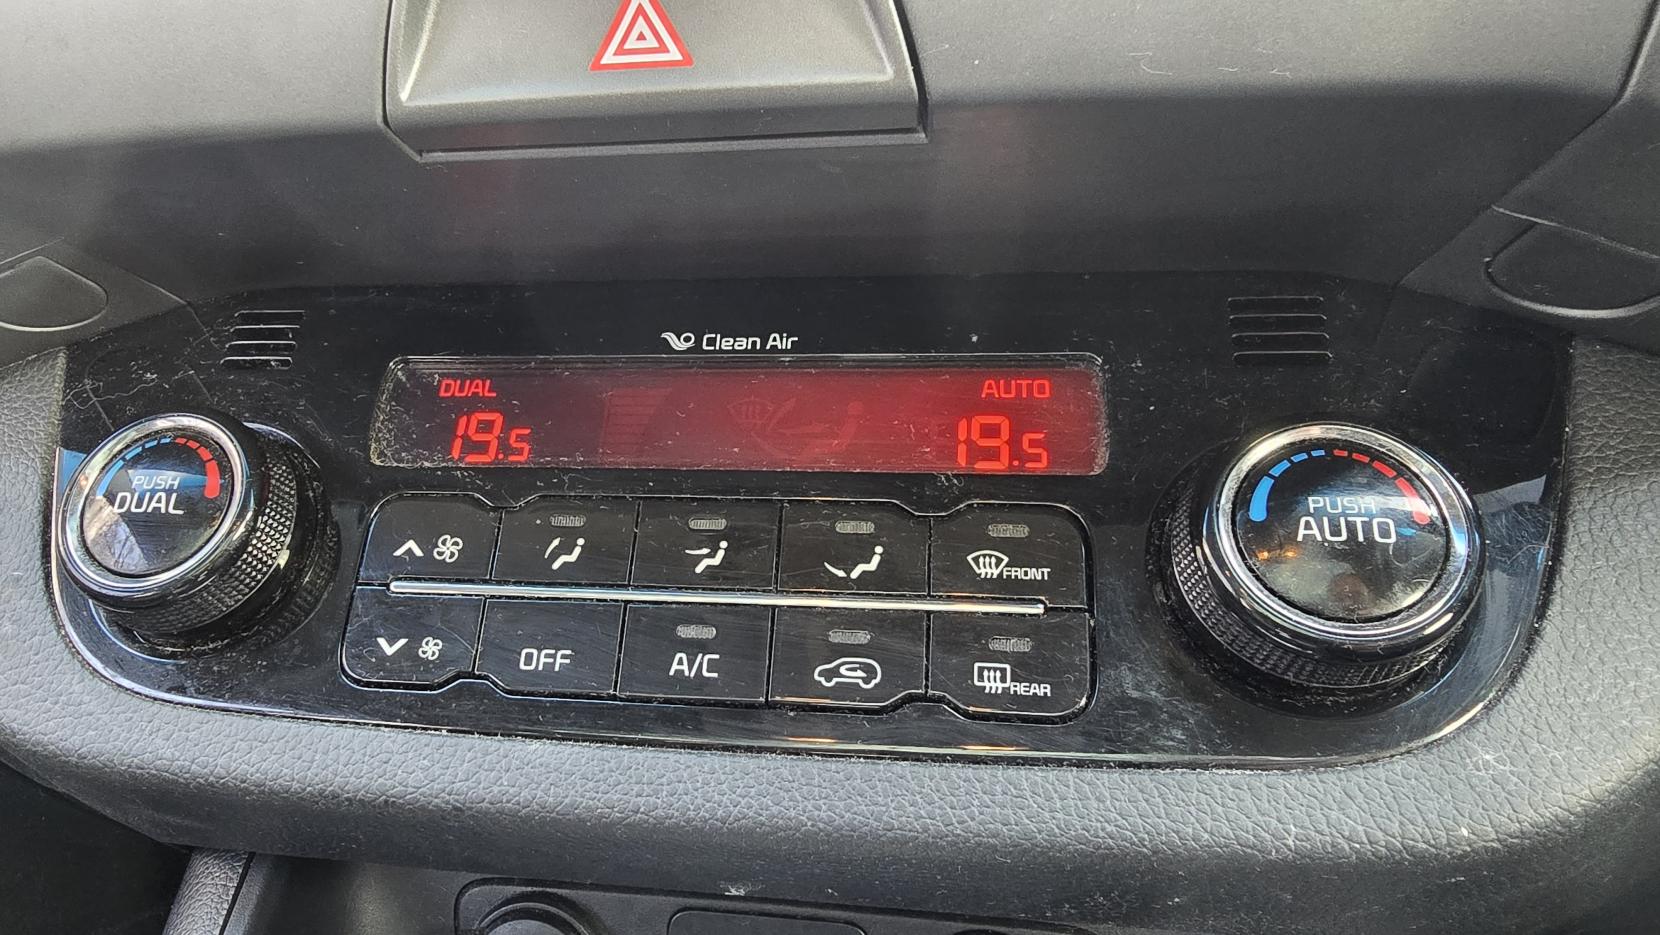 Clean Air
DUAL AUTO
19.5 19.5
PUSH
DUAL
PUSH
AUTO
FRONT
OFF A/C REAR